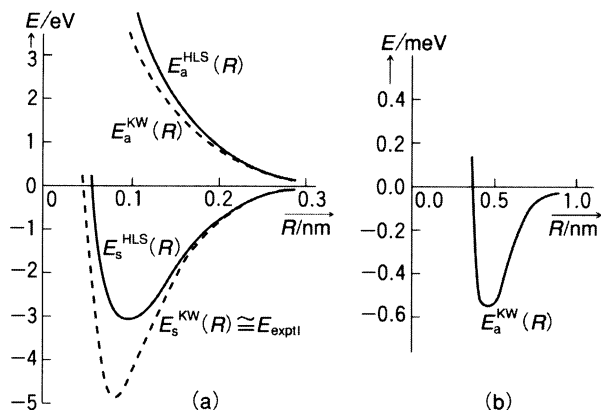 E/eV
3
2
1
0
−1
−2
−3
−4
−5
0.1
0.2
0.3
R/nm
E_a^HLS(R)
E_a^KW(R)
E_s^HLS(R)
E_s^KW(R) ≅ E_exptl
(a)
E/meV
0.4
0.2
0.0
−0.2
−0.4
−0.6
0.0
0.5
1.0
R/nm
E_a^KW(R)
(b)